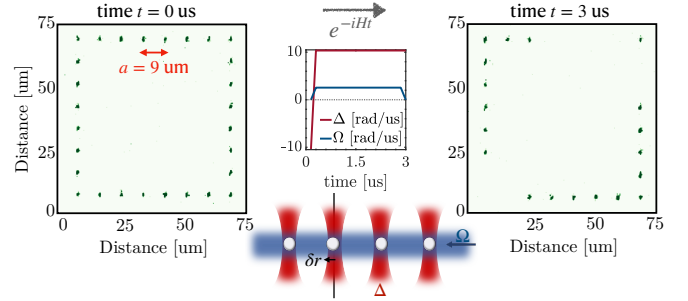 time t = 0 us
75
50
25
0
Distance [um]
0 25 50 75
Distance [um]
a = 9 um
e^{-iHt}
10
0
-10
Δ [rad/us]
Ω [rad/us]
0 1.5 3
time [us]
δr
Ω
Δ
time t = 3 us
75
50
25
0
0 25 50 75
Distance [um]